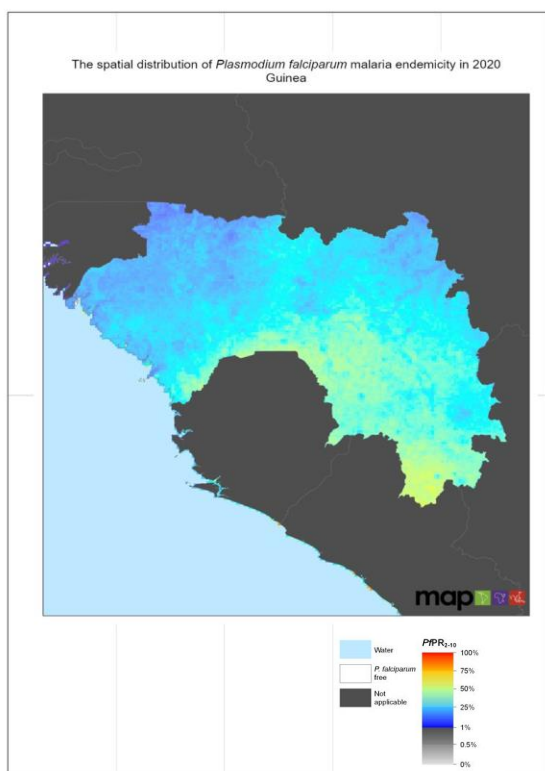 The spatial distribution of Plasmodium falciparum malaria endemicity in 2020
Guinea
map
Water
P. falciparum
free
Not
applicable
PfPR2-10
100%
75%
50%
25%
1%
0.5%
0%